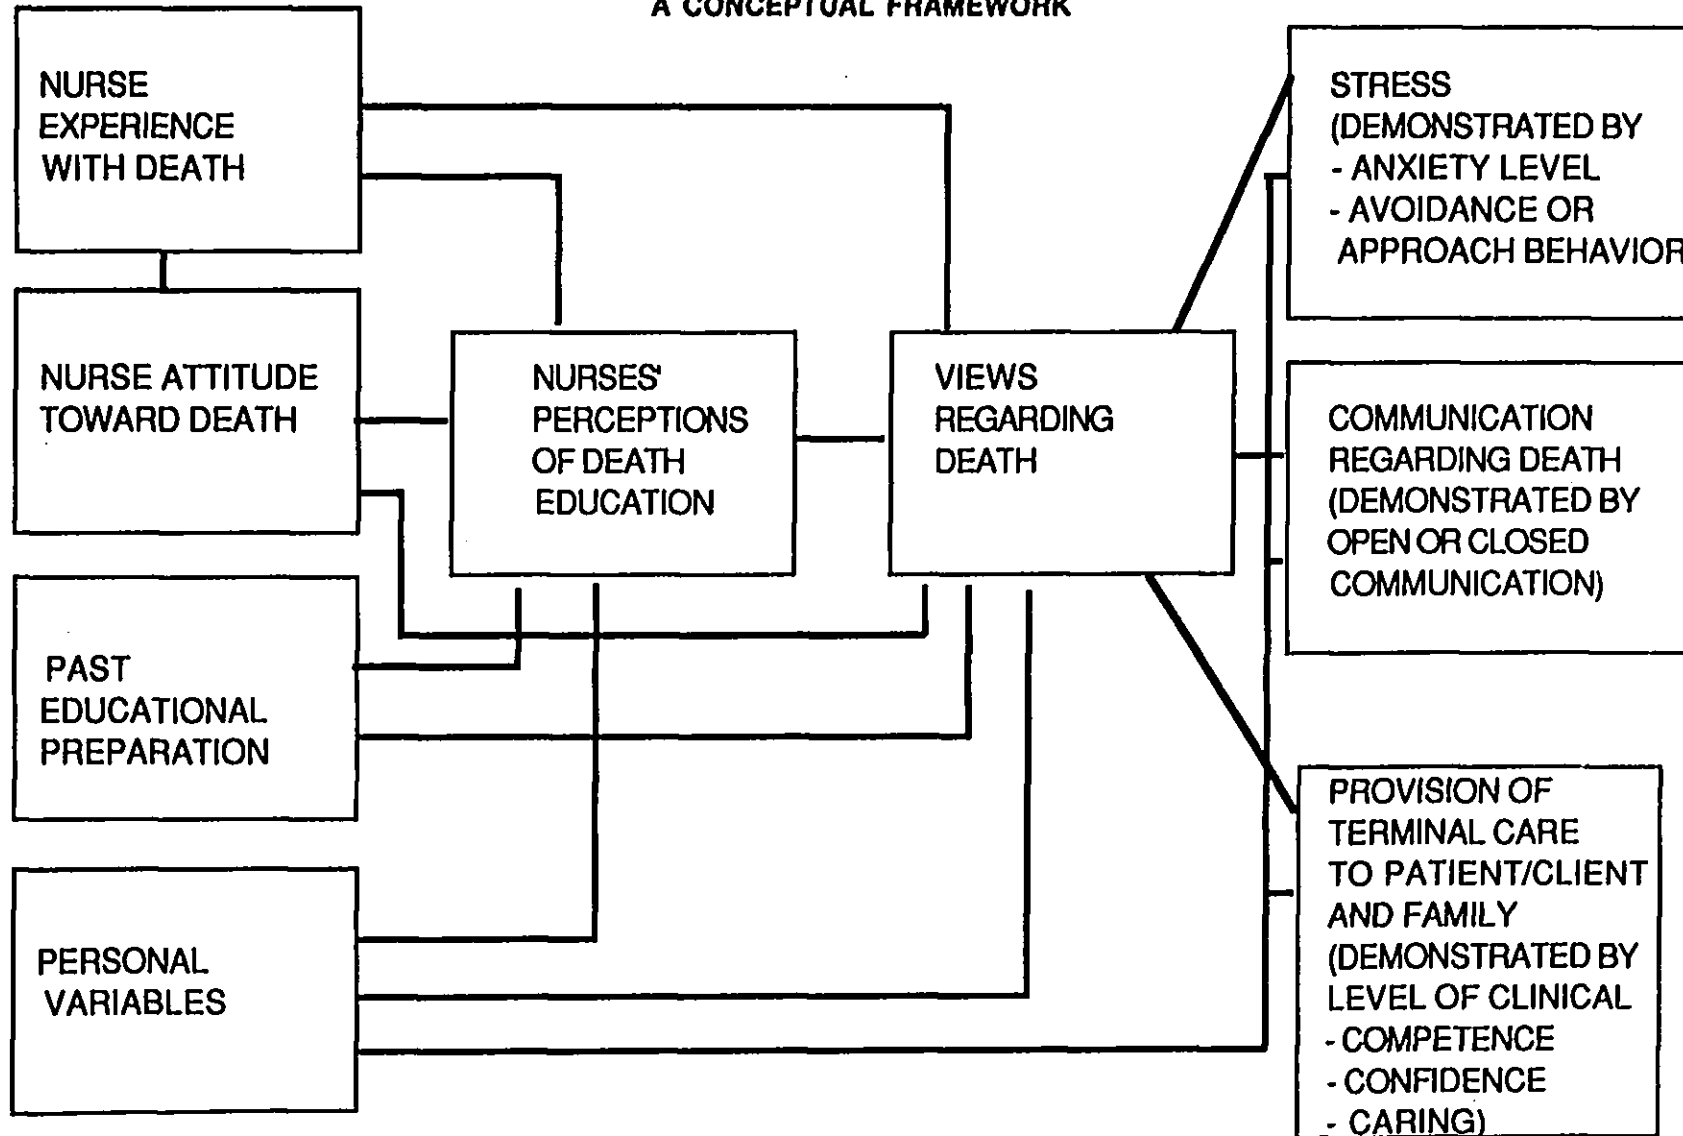 A CONCEPTUAL FRAMEWORK
NURSE
EXPERIENCE
WITH DEATH
NURSE ATTITUDE
TOWARD DEATH
PAST
EDUCATIONAL
PREPARATION
PERSONAL
VARIABLES
NURSES'
PERCEPTIONS
OF DEATH
EDUCATION
VIEWS
REGARDING
DEATH
STRESS
(DEMONSTRATED BY
- ANXIETY LEVEL
- AVOIDANCE OR
APPROACH BEHAVIOR
COMMUNICATION
REGARDING DEATH
(DEMONSTRATED BY
OPEN OR CLOSED
COMMUNICATION)
PROVISION OF
TERMINAL CARE
TO PATIENT/CLIENT
AND FAMILY
(DEMONSTRATED BY
LEVEL OF CLINICAL
- COMPETENCE
- CONFIDENCE
- CARING)